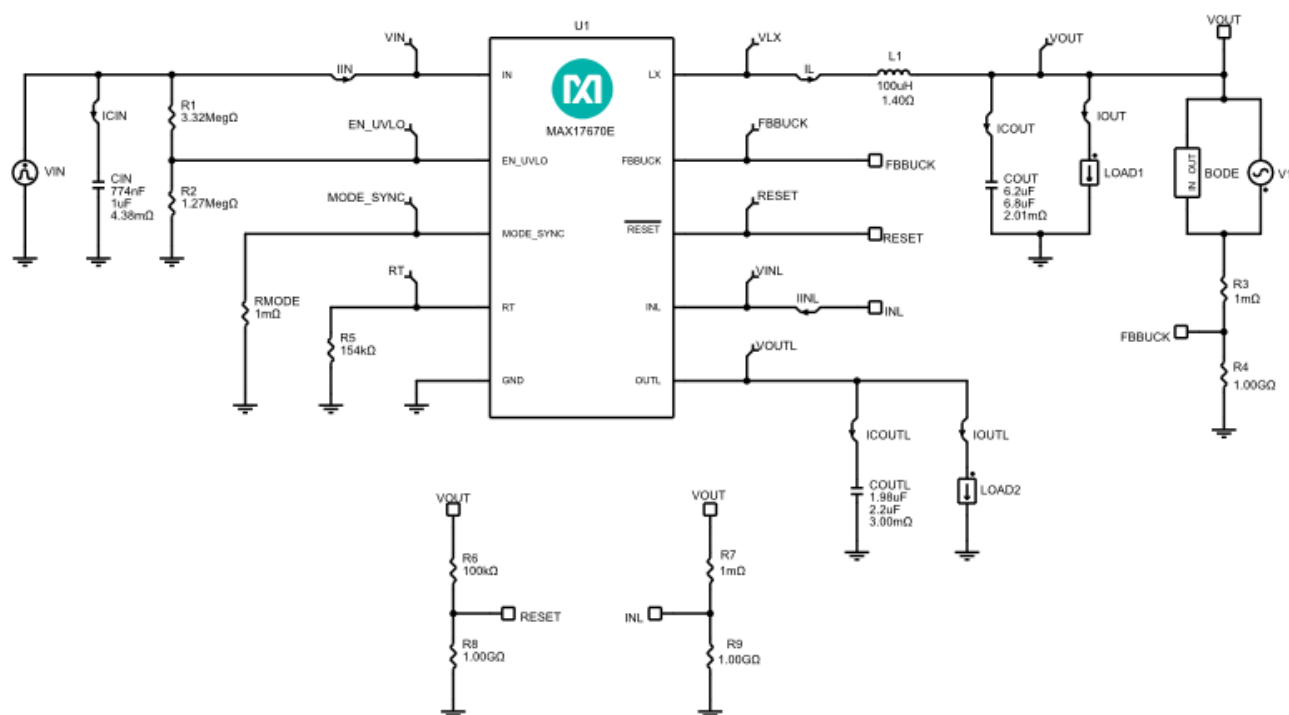 U1
VIN
VLX
VOUT
VOUT
IIN
IN
LX
IL
L1
100uH
1.40Ω
ICIN
R1
3.32MegΩ
MAX17670E
ICOUT
IOUT
EN_UVLO
FBBUCK
EN_UVLO
FBBUCK
FBBUCK
VIN
CIN
774nF
1uF
4.38mΩ
R2
1.27MegΩ
COUT
6.2uF
6.8uF
2.01mΩ
LOAD1
IN OUT
BODE
V1
MODE_SYNC
RESET
MODE_SYNC
RESET
RESET
RT
VINL
RMODE
1mΩ
RT
INL
IINL
INL
R3
1mΩ
R5
154kΩ
VOUTL
FBBUCK
GND
OUTL
R4
1.00GΩ
ICOUTL
IOUTL
COUTL
1.98uF
2.2uF
3.00mΩ
LOAD2
VOUT
VOUT
R6
100kΩ
R7
1mΩ
RESET
INL
R8
1.00GΩ
R9
1.00GΩ